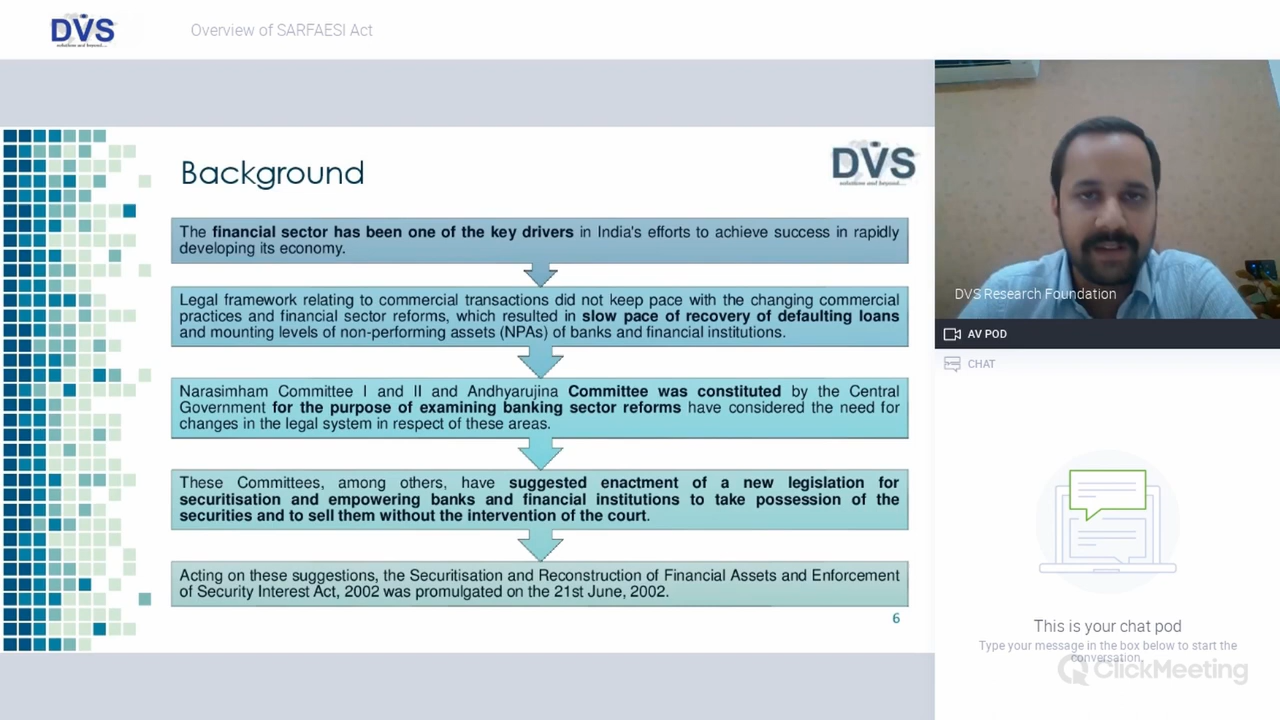 DVS
solutions and beyond....
Overview of SARFAESI Act
Background
DVS
solutions and beyond....
The financial sector has been one of the key drivers in India's efforts to achieve success in rapidly
developing its economy.
Legal framework relating to commercial transactions did not keep pace with the changing commercial
practices and financial sector reforms, which resulted in slow pace of recovery of defaulting loans
and mounting levels of non-performing assets (NPAs) of banks and financial institutions.
Narasimham Committee I and II and Andhyarujina Committee was constituted by the Central
Government for the purpose of examining banking sector reforms have considered the need for
changes in the legal system in respect of these areas.
These Committees, among others, have suggested enactment of a new legislation for
securitisation and empowering banks and financial institutions to take possession of the
securities and to sell them without the intervention of the court.
Acting on these suggestions, the Securitisation and Reconstruction of Financial Assets and Enforcement
of Security Interest Act, 2002 was promulgated on the 21st June, 2002.
6
DVS Research Foundation
AV POD
CHAT
This is your chat pod
Type your message in the box below to start the
conversation.
ClickMeeting